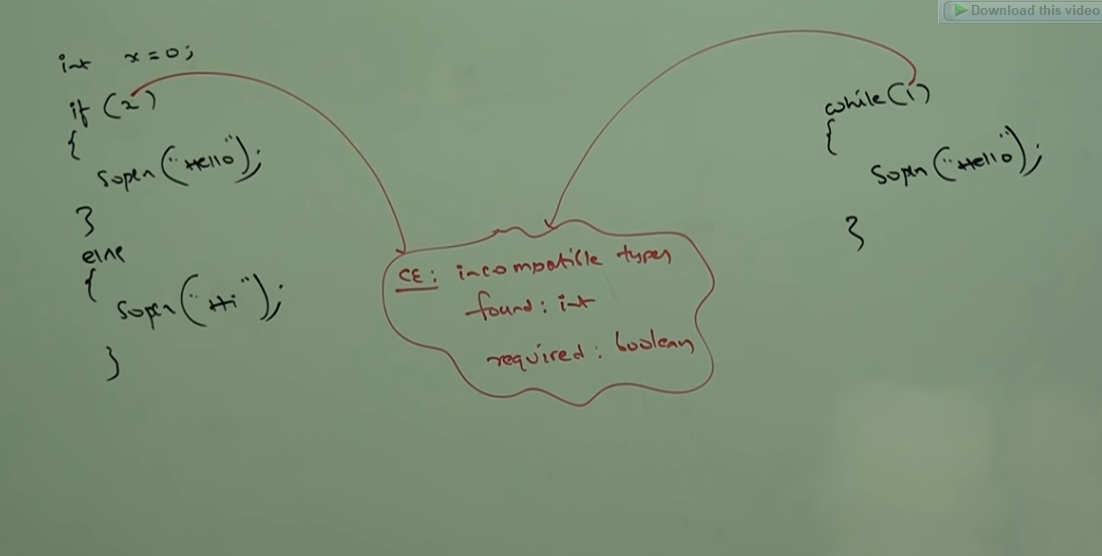 int x=0;
if (x)
{
Sopln ("Hello");
}
else
{
Sopln ("Hi");
}
CE: incompatible types
found: int
required: boolean
while(1)
{
Sopln ("Hello");
}
Download this video